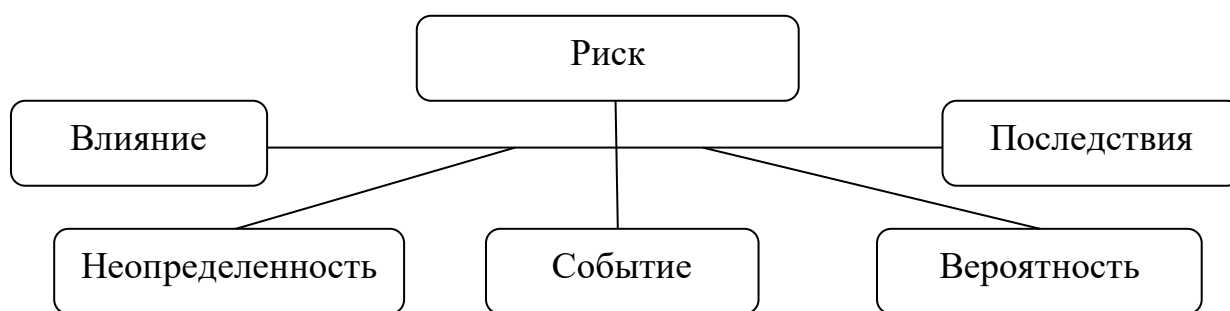 Риск
Влияние
Последствия
Неопределенность
Событие
Вероятность